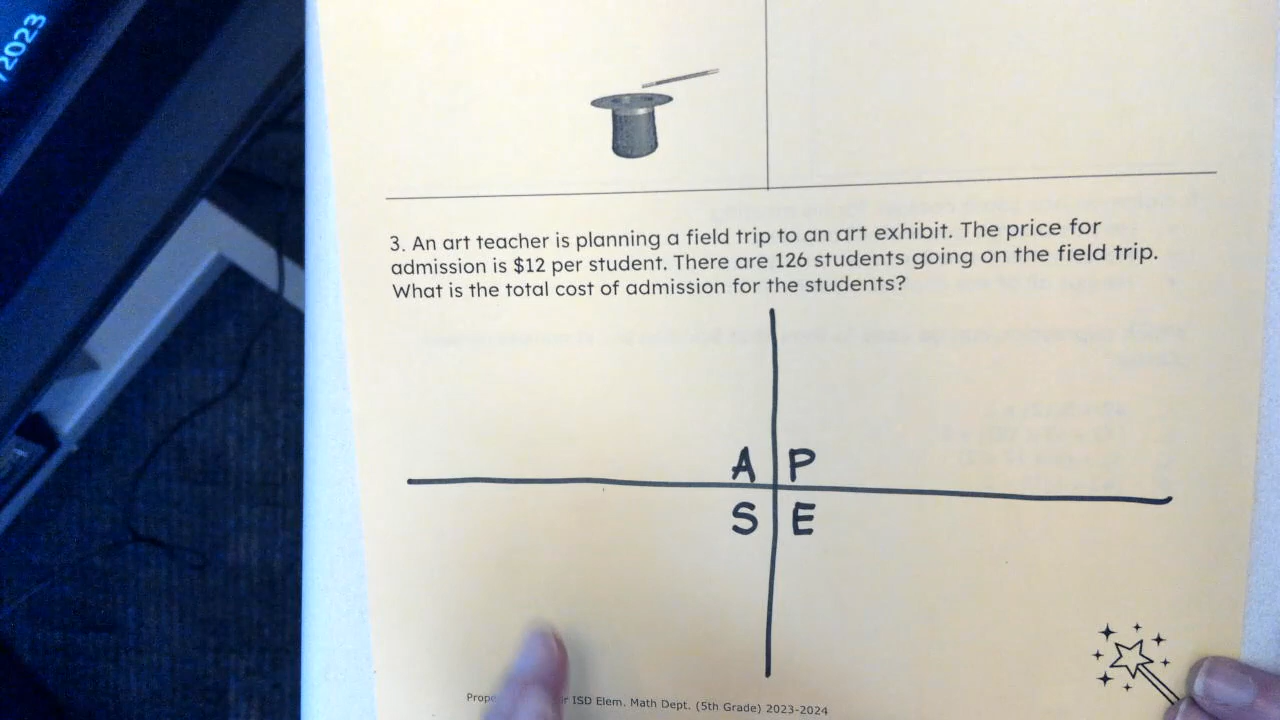 /2023
3. An art teacher is planning a field trip to an art exhibit. The price for
admission is $12 per student. There are 126 students going on the field trip.
What is the total cost of admission for the students?
A P
S E
ISD Elem. Math Dept. (5th Grade) 2023-2024